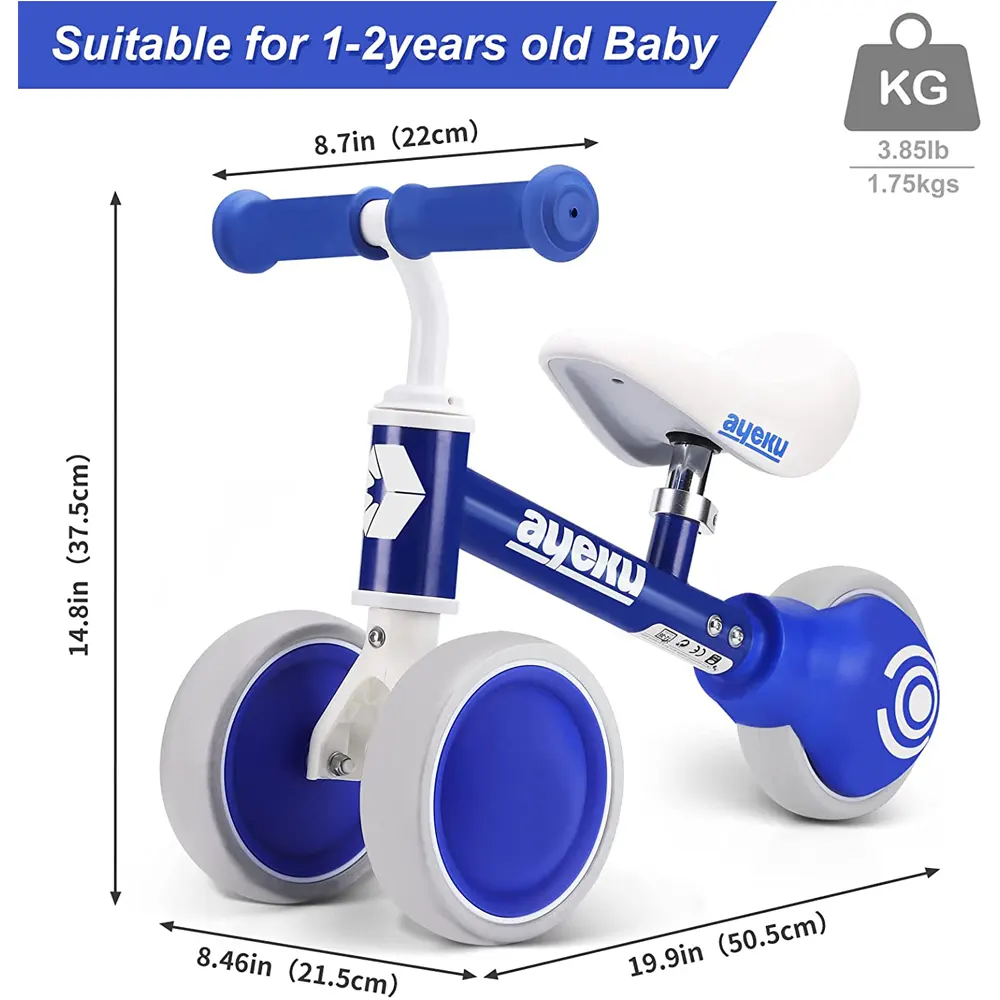 Suitable for 1-2years old Baby
KG
3.85lb
1.75kgs
8.7in（22cm）
14.8in（37.5cm）
ayeku
ayeku
8.46in（21.5cm）
19.9in（50.5cm）